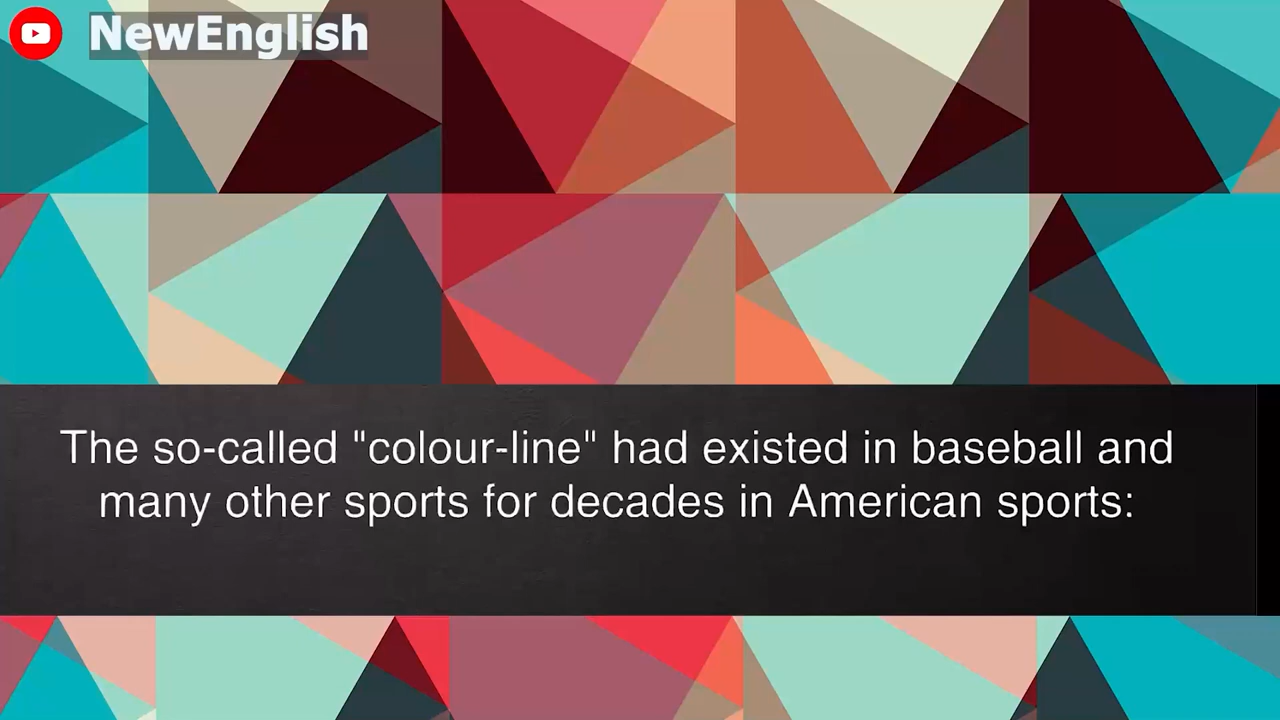 NewEnglish
The so-called "colour-line" had existed in baseball and
many other sports for decades in American sports: